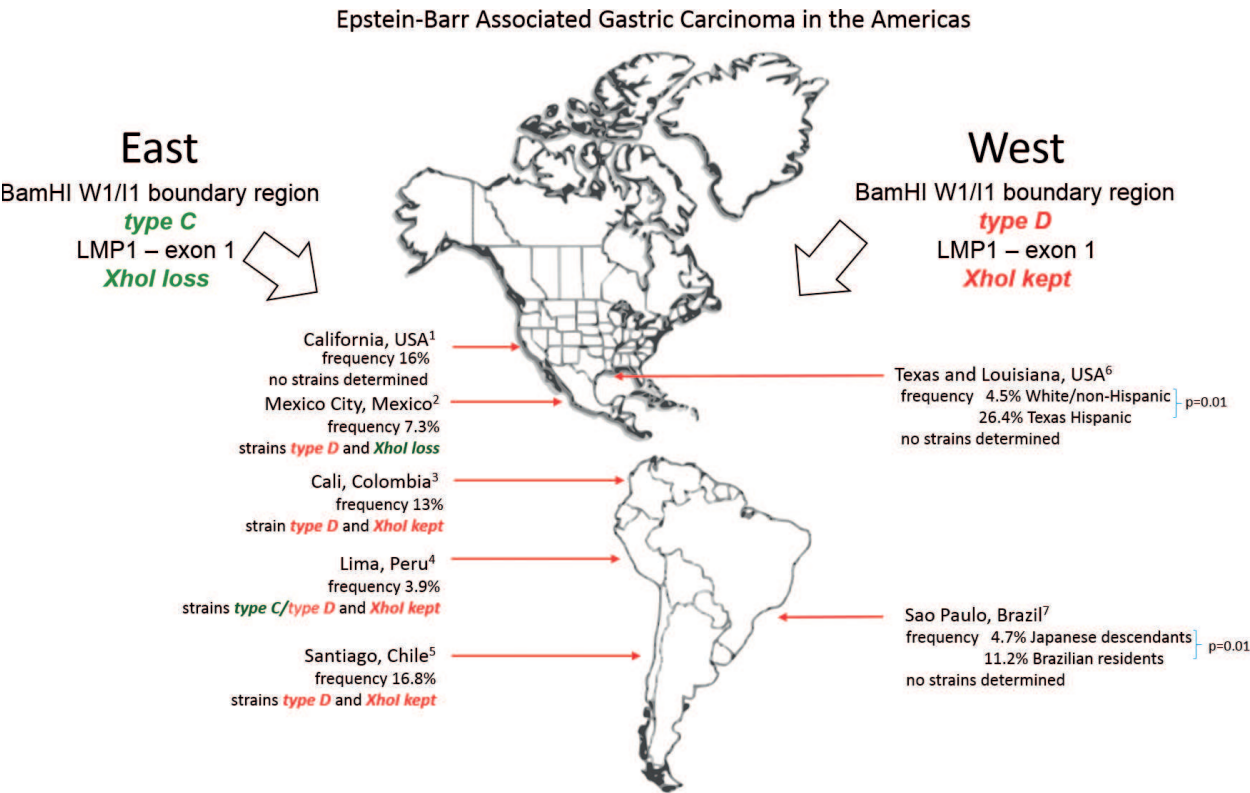 Epstein-Barr Associated Gastric Carcinoma in the Americas
East
BamHI W1/I1 boundary region
type C
LMP1 – exon 1
XhoI loss
West
BamHI W1/I1 boundary region
type D
LMP1 – exon 1
XhoI kept
California, USA¹
frequency 16%
no strains determined
Mexico City, Mexico²
frequency 7.3%
strains type D and XhoI loss
Cali, Colombia³
frequency 13%
strain type D and XhoI kept
Lima, Peru⁴
frequency 3.9%
strains type C/type D and XhoI kept
Santiago, Chile⁵
frequency 16.8%
strains type D and XhoI kept
Texas and Louisiana, USA⁶
frequency 4.5% White/non-Hispanic
26.4% Texas Hispanic
p=0.01
no strains determined
Sao Paulo, Brazil⁷
frequency 4.7% Japanese descendants
11.2% Brazilian residents
p=0.01
no strains determined